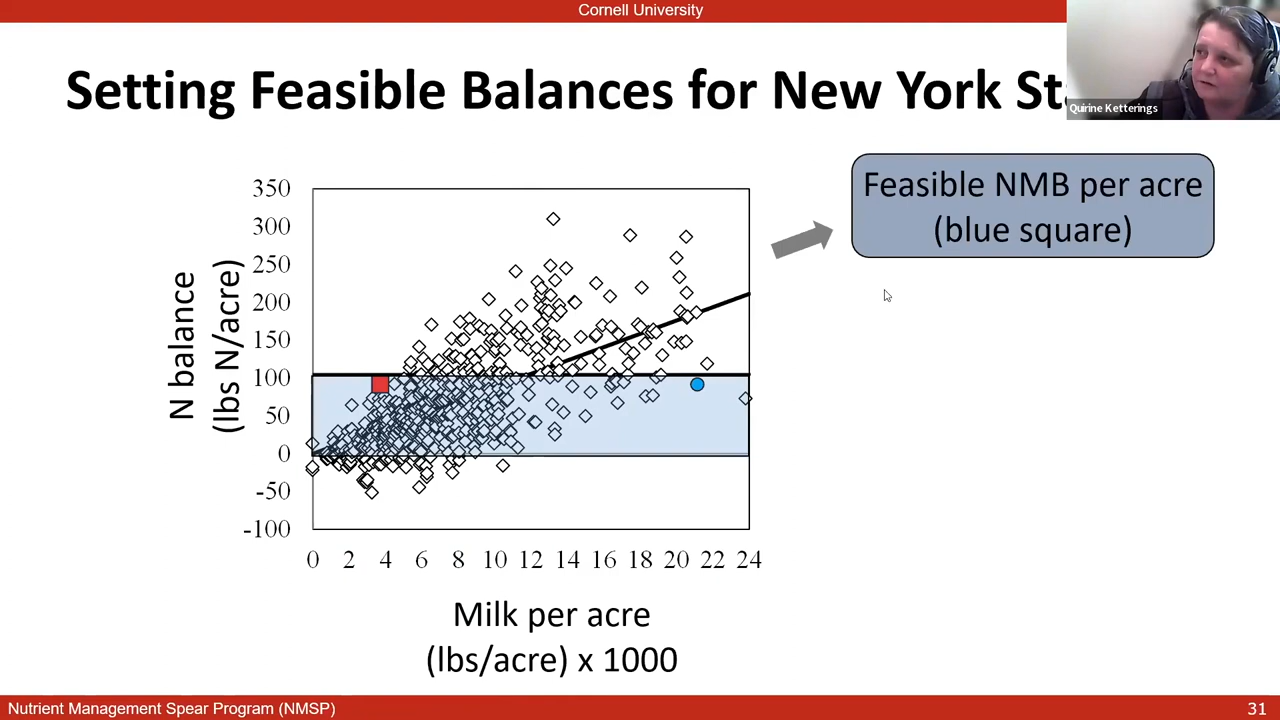 Cornell University
Setting Feasible Balances for New York
Quirine Ketterings
Feasible NMB per acre
(blue square)
N balance
(lbs N/acre)
350
300
250
200
150
100
50
0
-50
-100
0 2 4 6 8 10 12 14 16 18 20 22 24
Milk per acre
(lbs/acre) x 1000
Nutrient Management Spear Program (NMSP)
31